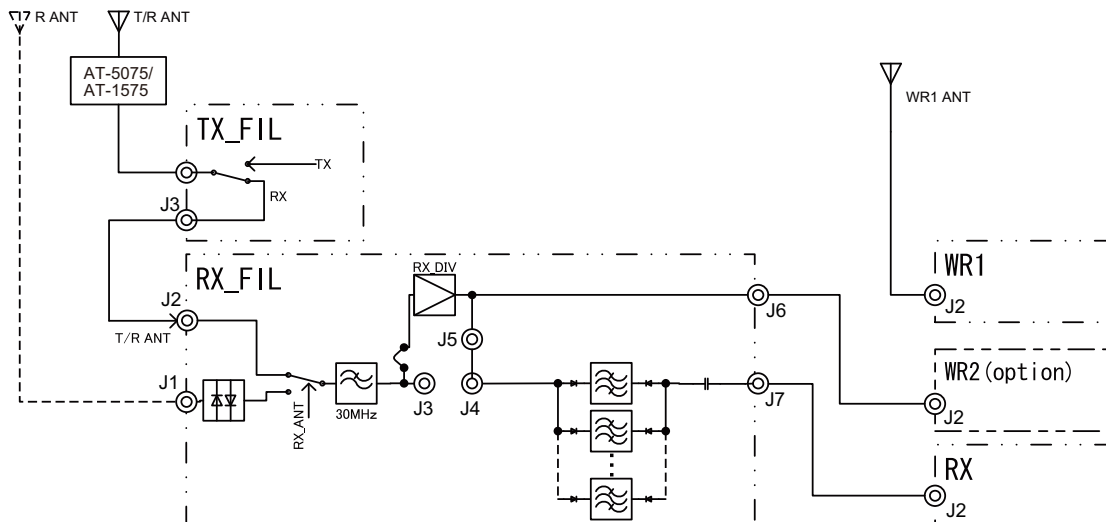 R ANT
T/R ANT
AT-5075/
AT-1575
WR1 ANT
TX_FIL
TX
RX
J3
RX_FIL
RX_DIV
WR1
J2
J2
J6
T/R ANT
J5
WR2(option)
J1
J3
J4
J7
J2
30MHz
RX_ANT
RX
J2